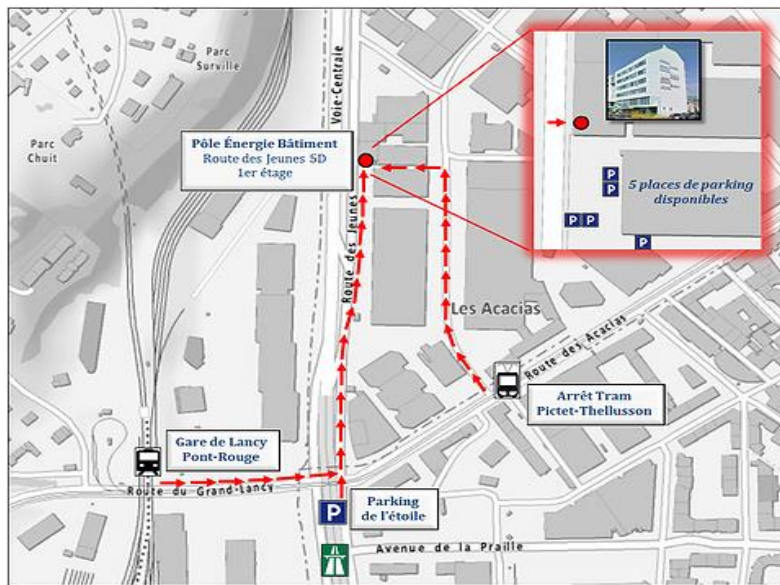 Parc
Surville
Parc
Chuit
Voie-Centrale
Pôle Énergie Bâtiment
Route des Jeunes 5D
1er étage
5 places de parking
disponibles
P
P
P P
P
Route des Jeunes
Les Acacias
Route des Acacias
Arrêt Tram
Pictet-Thellusson
Gare de Lancy
Pont-Rouge
Route du Grand-Lancy
Parking
de l'étoile
P
Avenue de la Praille